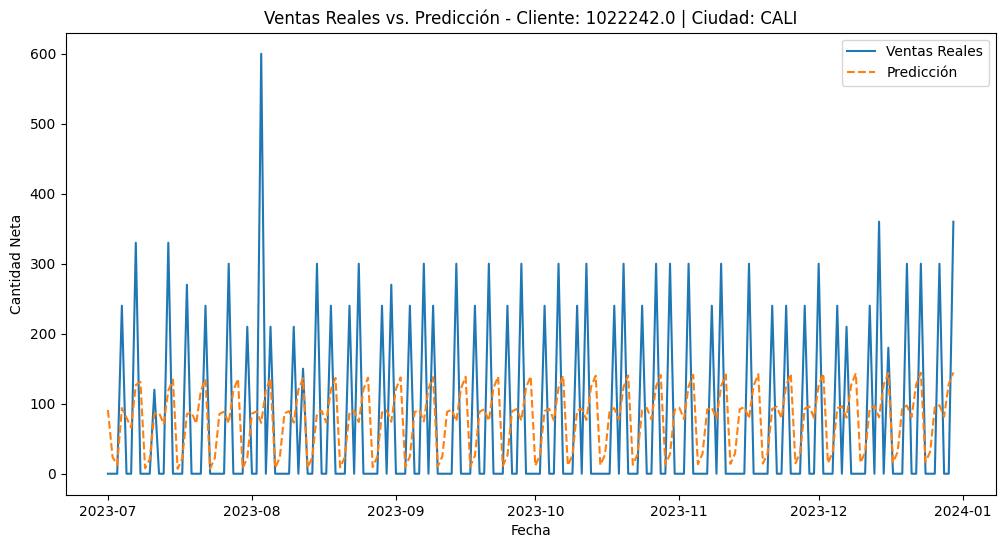 Ventas Reales vs. Predicción - Cliente: 1022242.0 | Ciudad: CALI
Ventas Reales
Predicción
600
500
400
300
200
100
0
Cantidad Neta
2023-07
2023-08
2023-09
2023-10
2023-11
2023-12
2024-01
Fecha